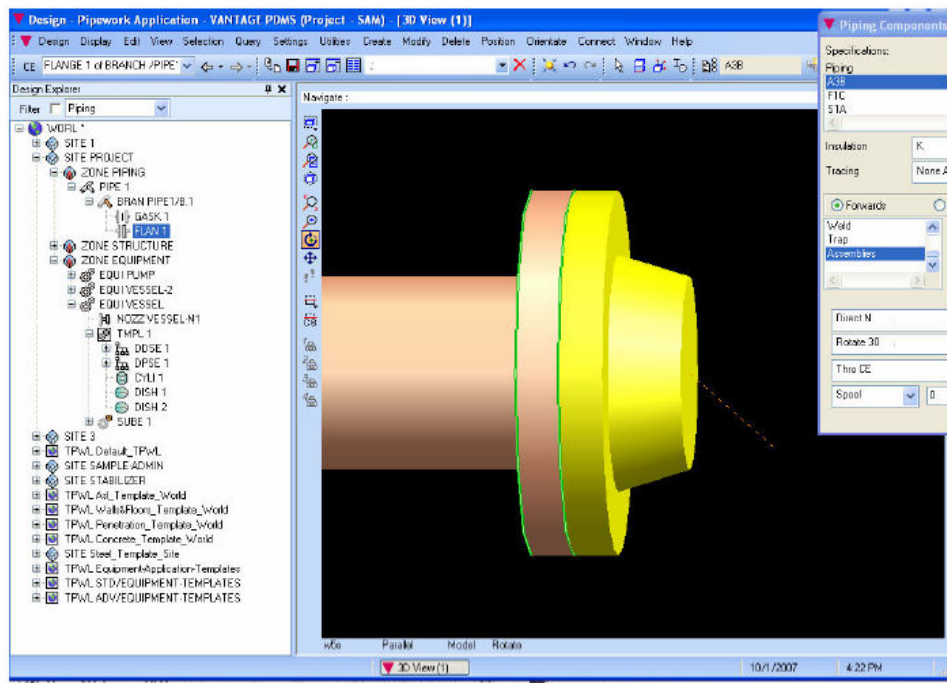 Design - Pipework Application - VANTAGE PDMS (Project - SAM) - [3D View (1)]
Design Display Edit View Selection Query Settings Utilities Create Modify Delete Position Orientate Connect Window Help
CE FLANGE 1 of BRANCH /PIPE' A3B
Design Explorer
Filter Piping
WORL *
SITE 1
SITE PROJECT
ZONE PIPING
PIPE 1
BRAN PIPE1/B.1
GASK 1
FLAN 1
ZONE STRUCTURE
ZONE EQUIPMENT
EQUI PUMP
EQUI VESSEL-2
EQUI VESSEL
NOZZ VESSEL-N1
TMPL 1
DDSE 1
DPSE 1
CYLI 1
DISH 1
DISH 2
SUBE 1
SITE 3
TPWL Default_TPWL
SITE SAMPLE-ADMIN
SITE STABILIZER
TPWL Asl_Template_World
TPWL Walls&Floors_Template_World
TPWL Penetration_Template_World
TPWL Concrete_Template_World
SITE Steel_Template_Site
TPWL Equipment-Application-Templates
TPWL STD/EQUIPMENT-TEMPLATES
TPWL ADV/EQUIPMENT-TEMPLATES
Navigate :
Piping Components
Specifications:
Piping
A3B
F1C
S1A
Insulation K
Tracing None A
Forwards
Weld
Trap
Assemblies
Direct N
Rotate 30
Thro CE
Spool 0
Parallel Model Rotate
3D View (1)
10/1/2007 4:22 PM